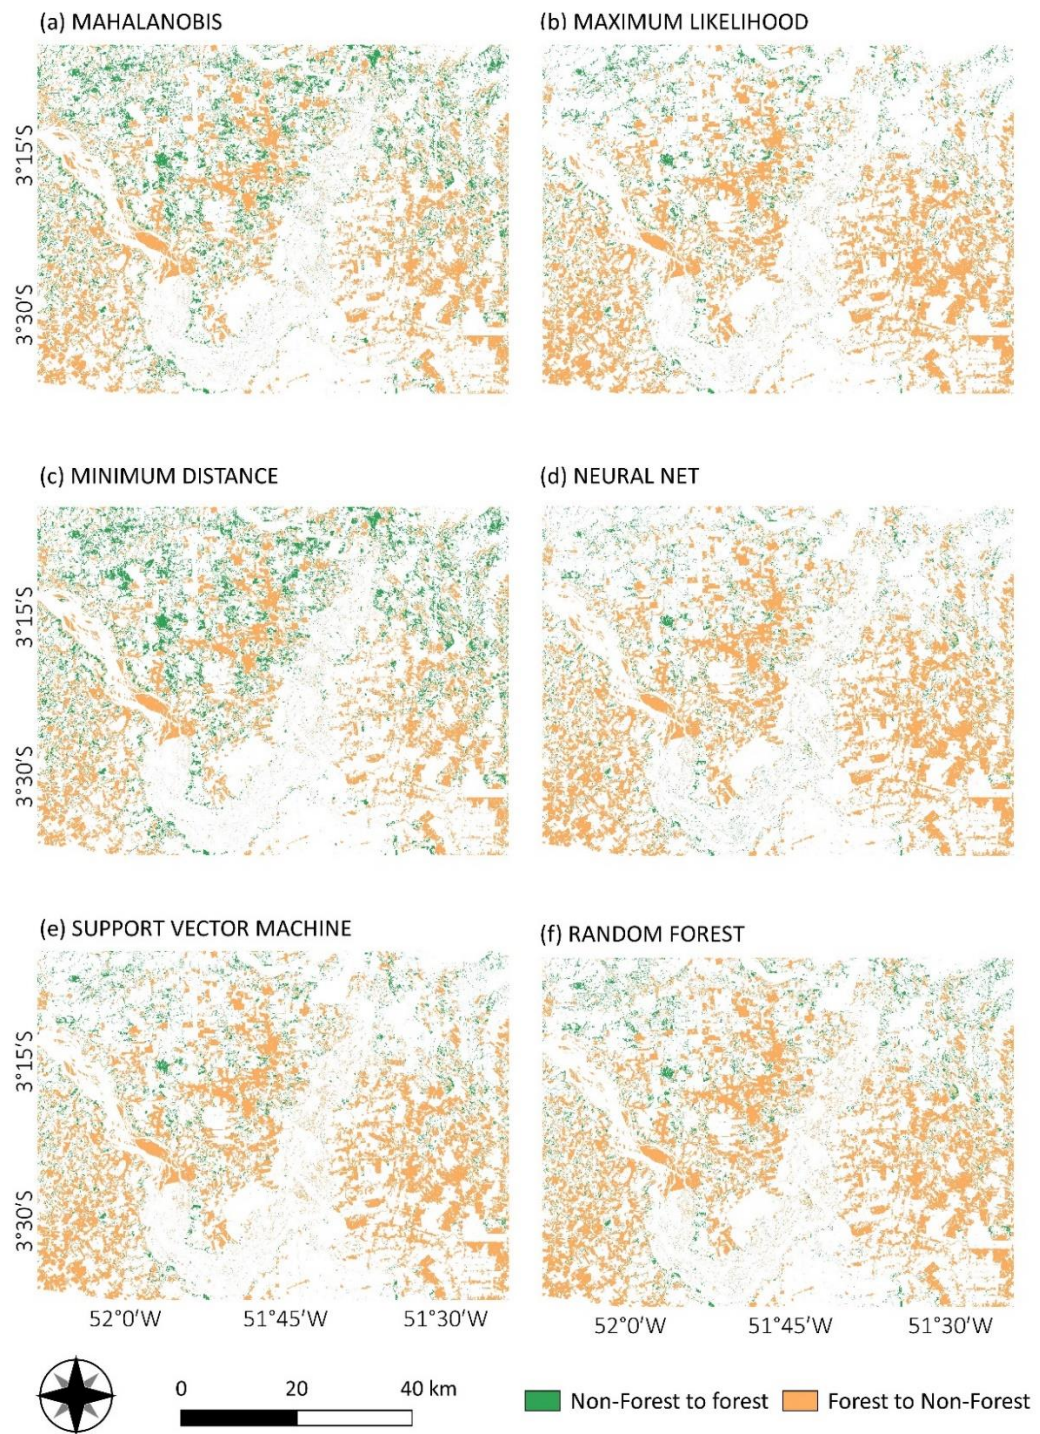 (a) MAHALANOBIS
(b) MAXIMUM LIKELIHOOD
3°15'S
3°30'S
(c) MINIMUM DISTANCE
(d) NEURAL NET
3°15'S
3°30'S
(e) SUPPORT VECTOR MACHINE
(f) RANDOM FOREST
3°15'S
3°30'S
52°0'W 51°45'W 51°30'W
52°0'W 51°45'W 51°30'W
0 20 40 km
Non-Forest to forest
Forest to Non-Forest